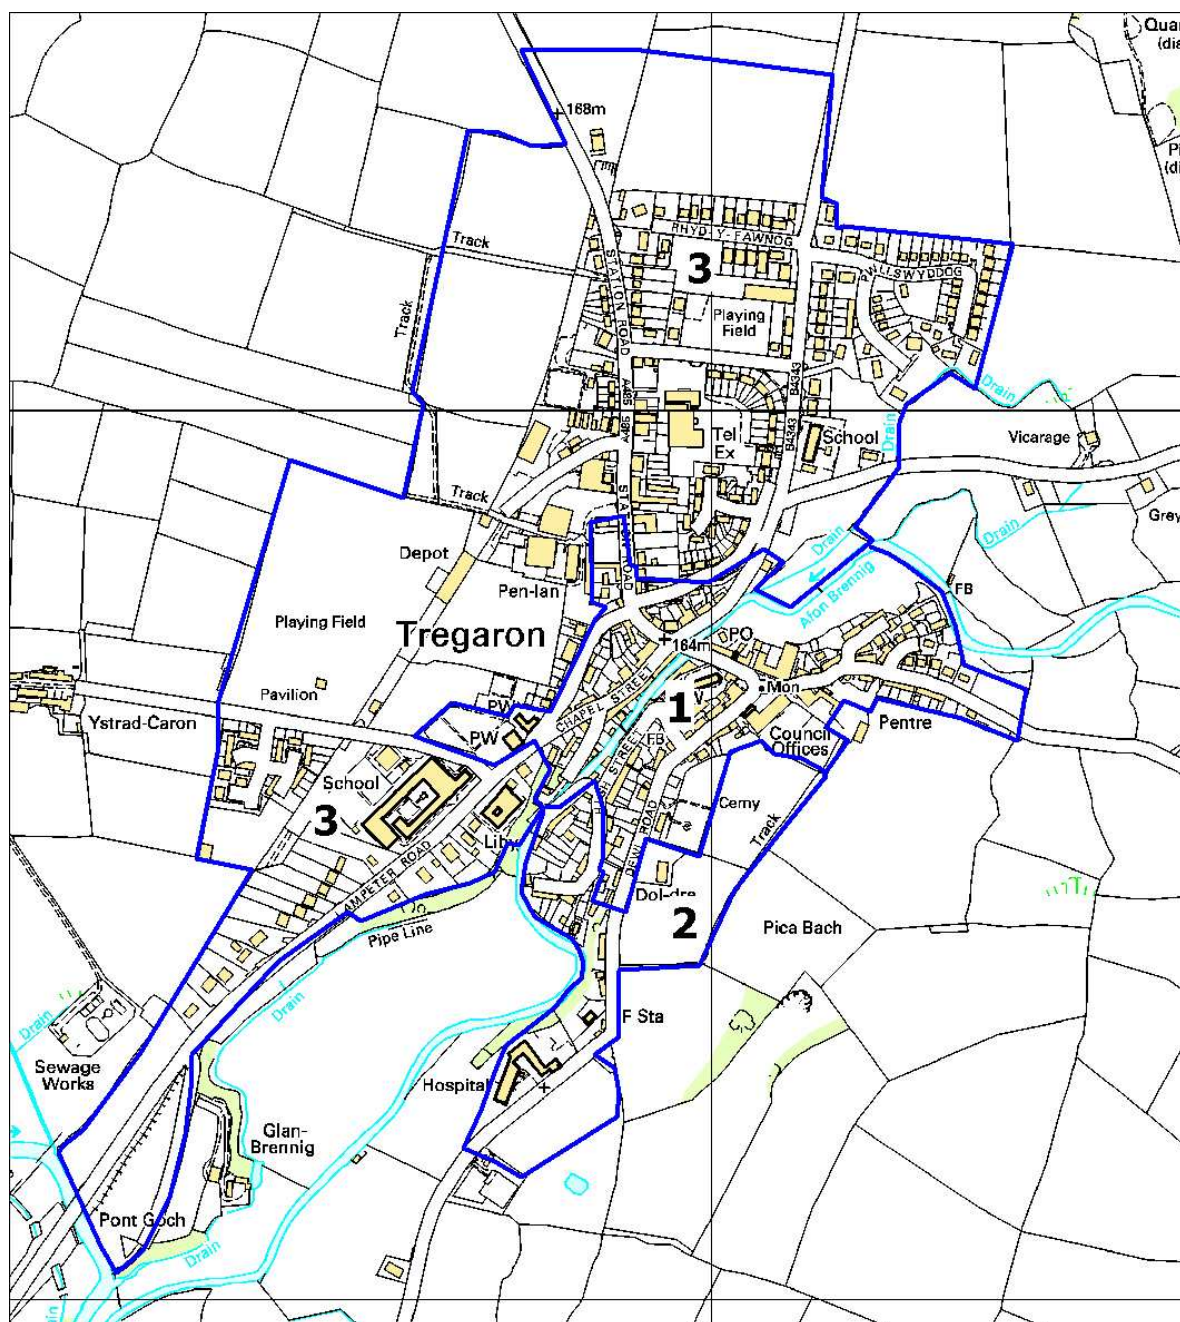 Quar
(dis
168m
Track
RHYD-Y-FAWNOG
PWLLSWYDDOG
STATION ROAD
3
Track
Playing
Field
B4343
Drain
A485
A485
B4343
Drain
Vicarage
Tel
Ex
School
Track
Grey
Depot
Drain
Drain
Pen-lan
Afon Brennig
FB
Playing Field
Tregaron
PO
164m
Pavilion
CHAPEL STREET
Mon
Ystrad-Caron
PW
1
Pentre
PW
FB
Council
Offices
School
DEWI ROAD
Cemy
3
Track
Liby
LAMPETER ROAD
2
Pica Bach
Pipe Line
Drain
Drain
F Sta
Sewage
Works
Hospital
Glan-
Brennig
Pont Goch
Drain